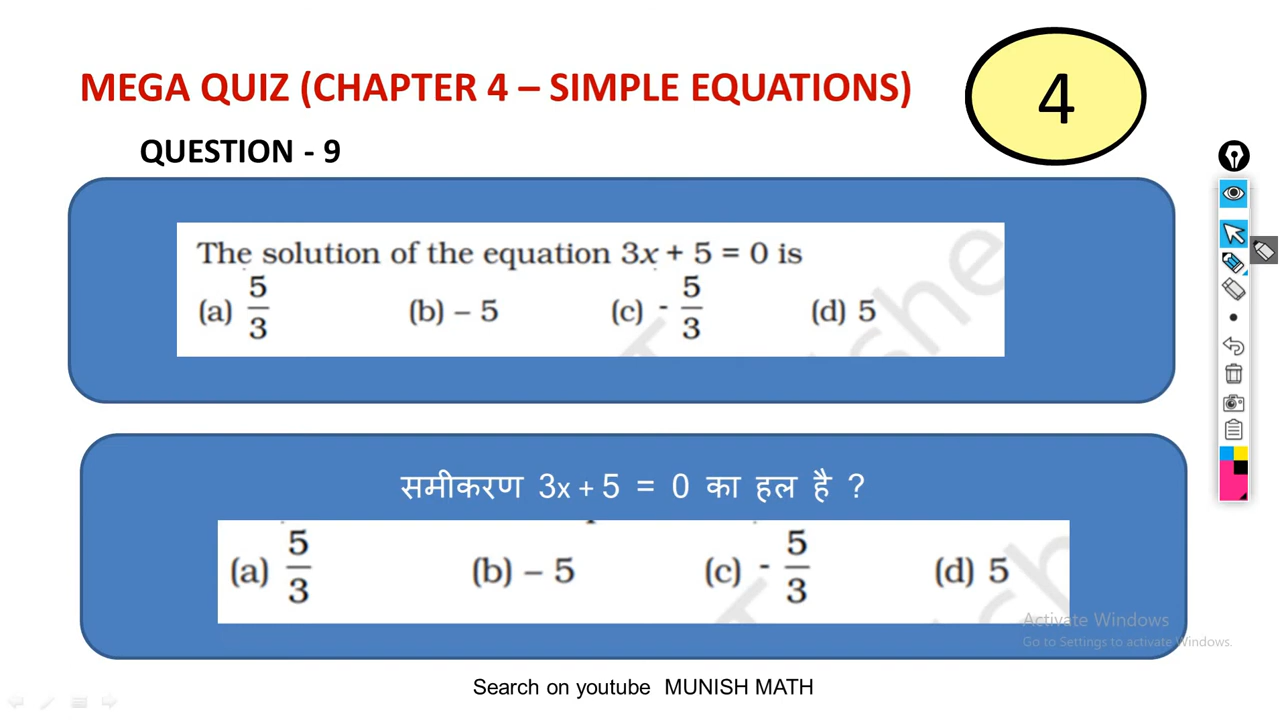 MEGA QUIZ (CHAPTER 4 – SIMPLE EQUATIONS)
4
QUESTION - 9
The solution of the equation 3x + 5 = 0 is
(a) 5/3 (b) – 5 (c) - 5/3 (d) 5
समीकरण 3x + 5 = 0 का हल है ?
(a) 5/3 (b) – 5 (c) - 5/3 (d) 5
Activate Windows
Go to Settings to activate Windows.
Search on youtube MUNISH MATH